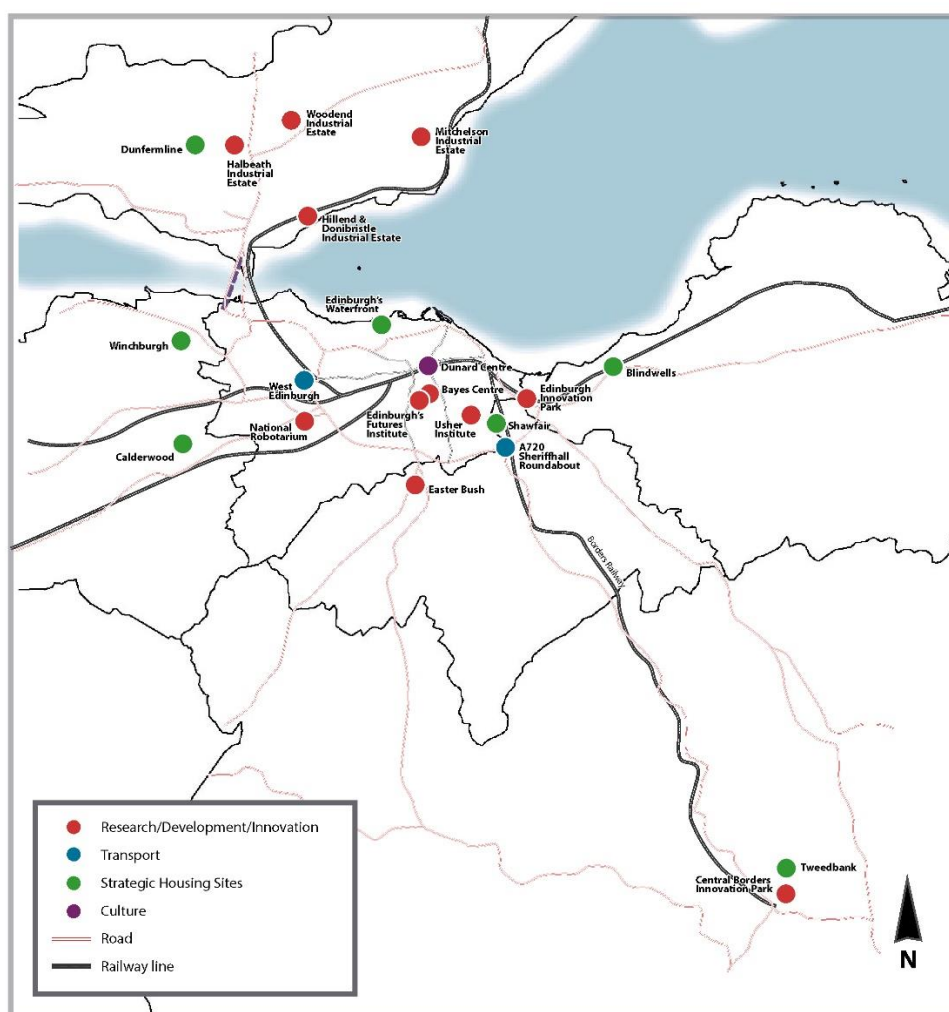 Woodend
Industrial
Estate
Mitchelson
Industrial
Estate
Dunfermline
Halbeath
Industrial
Estate
Hillend &
Donibristle
Industrial Estate
Edinburgh's
Waterfront
Winchburgh
Dunard Centre
Blindwells
West
Edinburgh
Bayes Centre
Edinburgh
Innovation
Park
National
Robotarium
Edinburgh's
Futures
Institute
Usher
Institute
Shawfair
Calderwood
A720
Sheriffhall
Roundabout
Easter Bush
Borders Railway
Tweedbank
Central Borders
Innovation Park
N
Research/Development/Innovation
Transport
Strategic Housing Sites
Culture
Road
Railway line